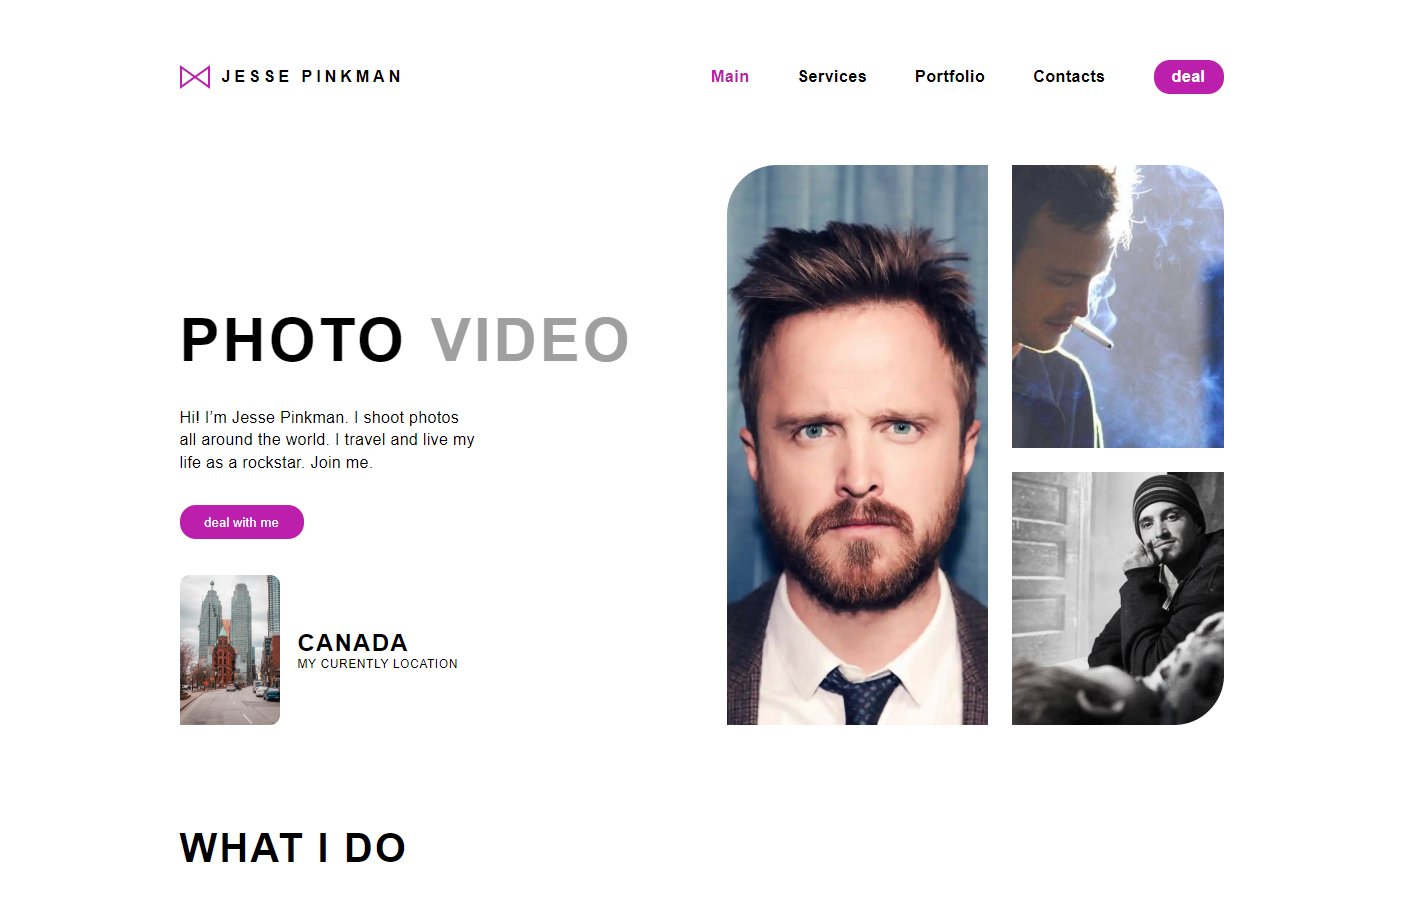 JESSE PINKMAN
Main Services Portfolio Contacts deal
PHOTO VIDEO
Hi! I’m Jesse Pinkman. I shoot photos
all around the world. I travel and live my
life as a rockstar. Join me.
deal with me
CANADA
MY CURENTLY LOCATION
WHAT I DO